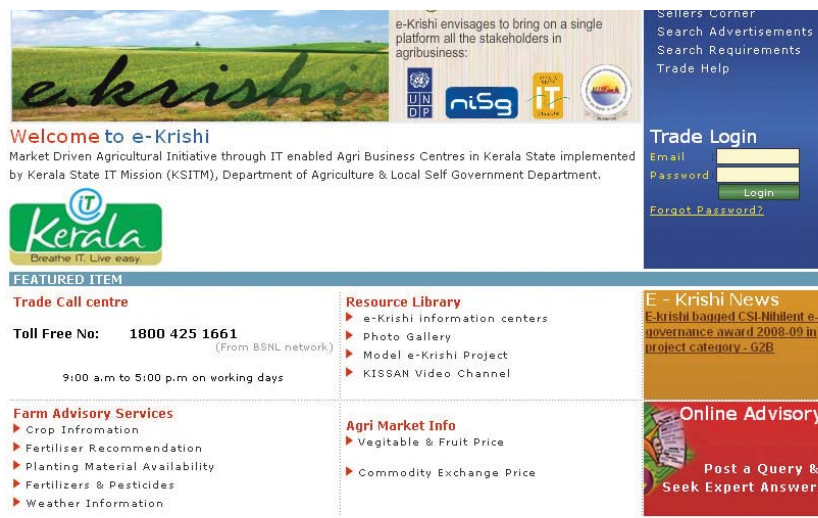 e-Krishi envisages to bring on a single
platform all the stakeholders in
agribusiness:
e.krishi
UN
DP
niSg
IT
MISSION
Sellers Corner
Search Advertisements
Search Requirements
Trade Help
Welcome to e-Krishi
Market Driven Agricultural Initiative through IT enabled Agri Business Centres in Kerala State implemented
by Kerala State IT Mission (KSITM), Department of Agriculture & Local Self Government Department.
iT
Kerala
Breathe IT. Live easy.
Trade Login
Email :
Password
Login
Forgot Password?
FEATURED ITEM
Trade Call centre
Toll Free No: 1800 425 1661
(From BSNL network)
9:00 a.m to 5:00 p.m on working days
Resource Library
e-Krishi information centers
Photo Gallery
Model e-Krishi Project
KISSAN Video Channel
E - Krishi News
E-krishi bagged CSI-Nihilent e-
governance award 2008-09 in
project category - G2B
Farm Advisory Services
Crop Infromation
Fertiliser Recommendation
Planting Material Availability
Fertilizers & Pesticides
Weather Information
Agri Market Info
Vegitable & Fruit Price
Commodity Exchange Price
Online Advisory
Post a Query &
Seek Expert Answer